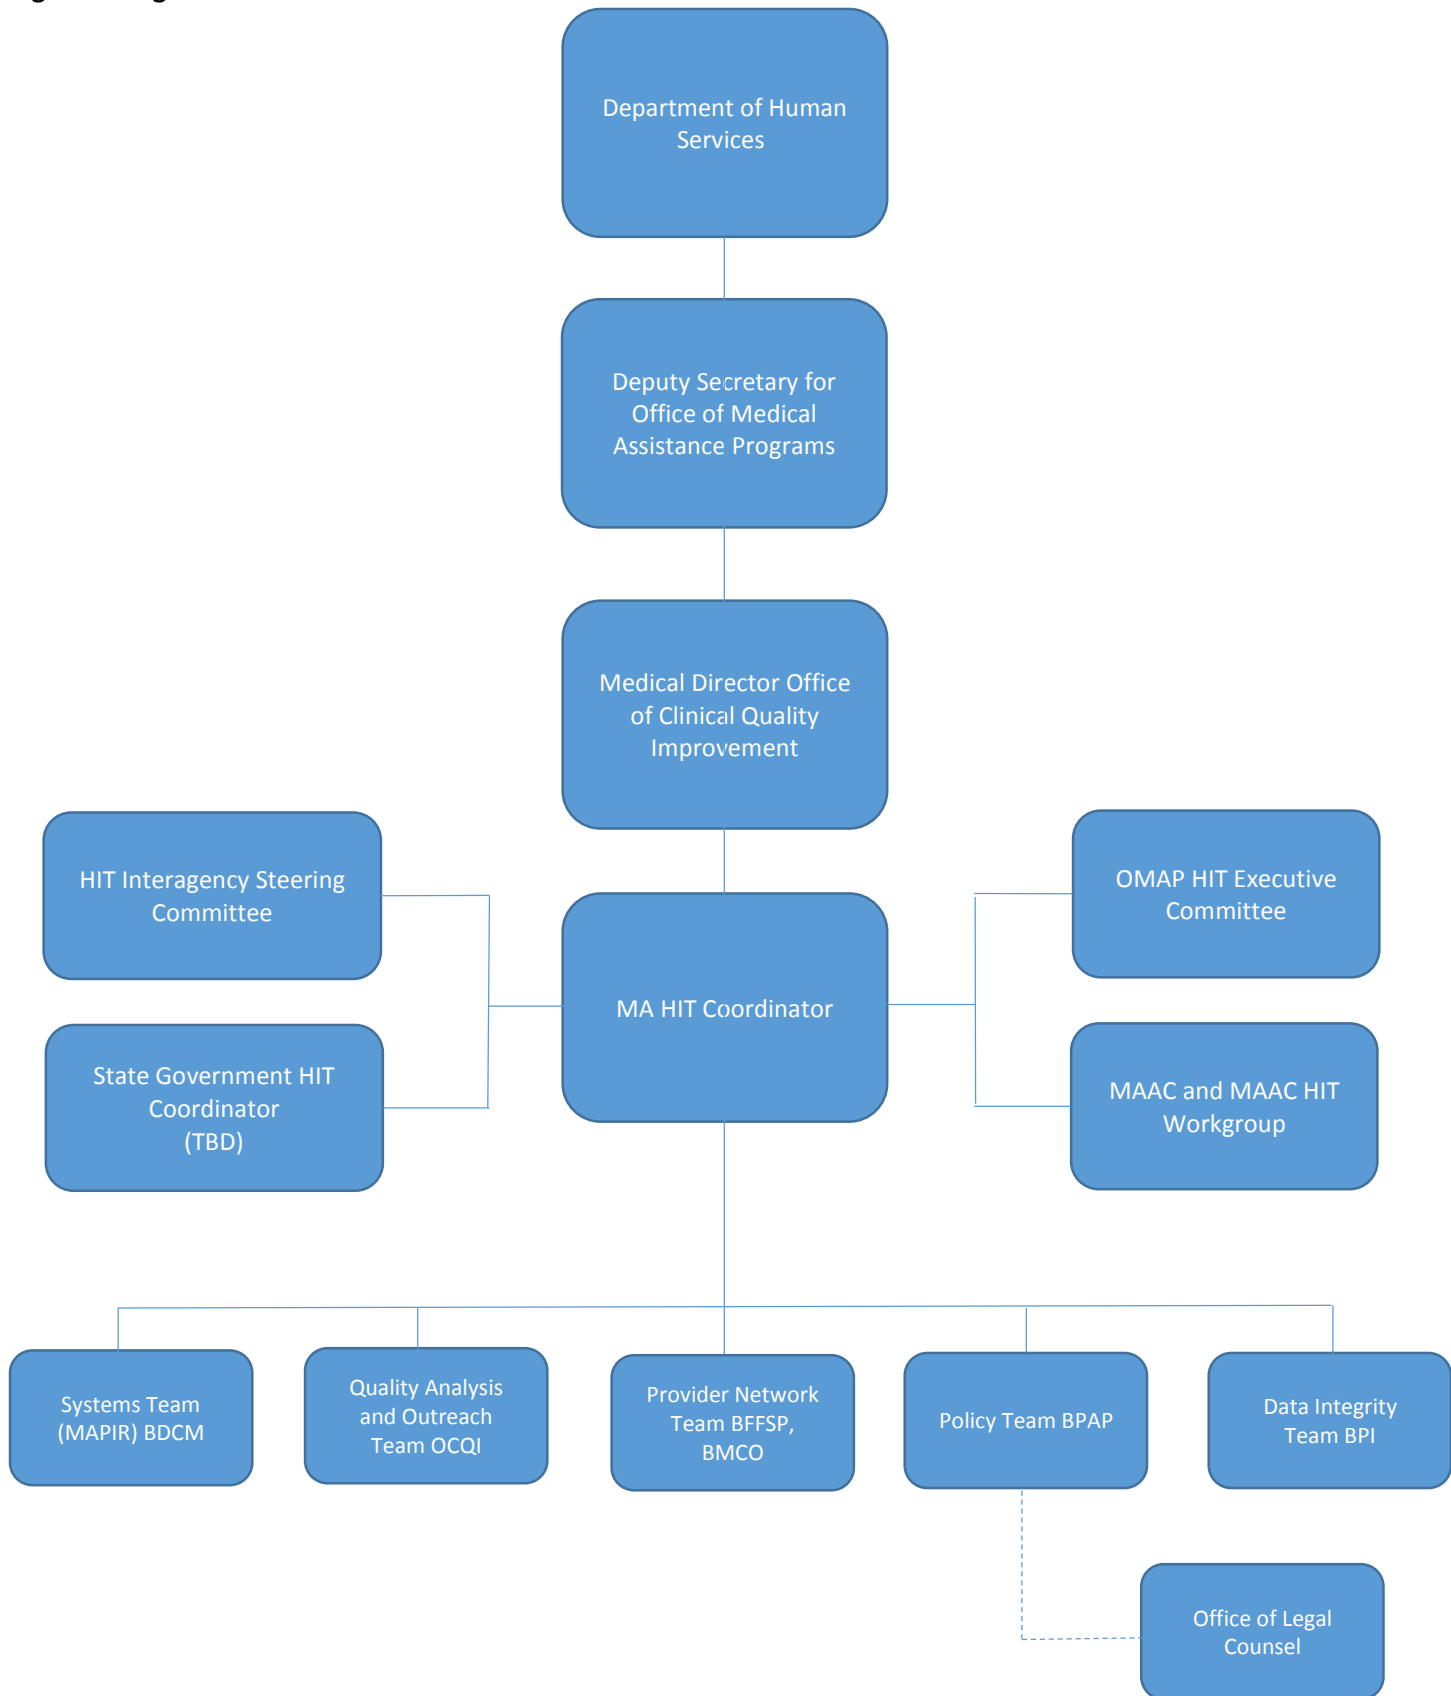 Department of Human
Services
Deputy Secretary for
Office of Medical
Assistance Programs
Medical Director Office
of Clinical Quality
Improvement
HIT Interagency Steering
Committee
OMAP HIT Executive
Committee
MA HIT Coordinator
State Government HIT
Coordinator
(TBD)
MAAC and MAAC HIT
Workgroup
Systems Team
(MAPIR) BDCM
Quality Analysis
and Outreach
Team OCQI
Provider Network
Team BFFSP,
BMCO
Policy Team BPAP
Data Integrity
Team BPI
Office of Legal
Counsel